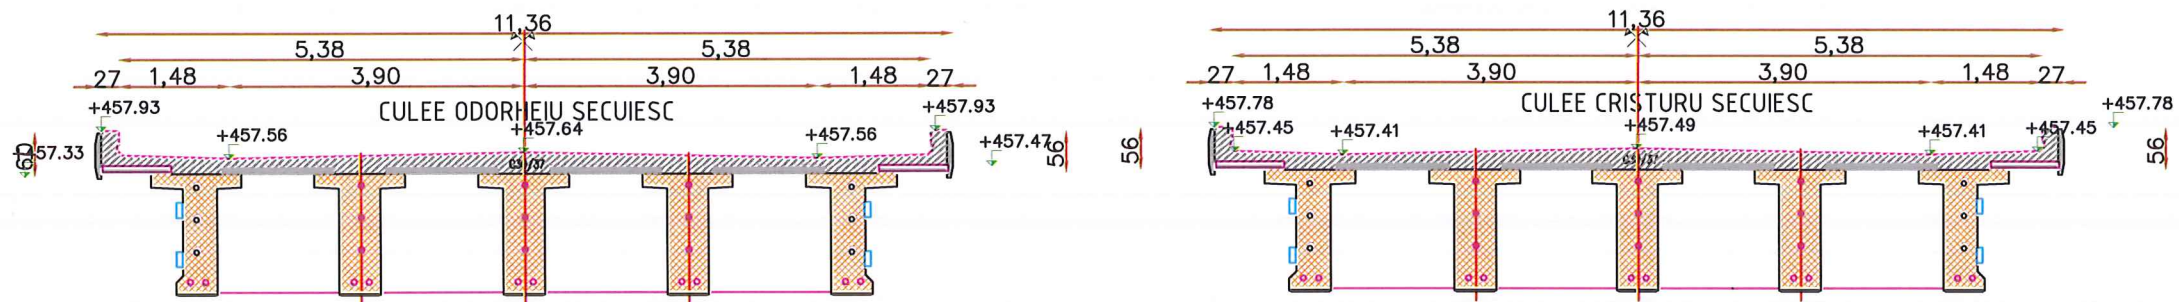 11,36
5,38 5,38
27 1,48 3,90 3,90 1,48 27
CULEE ODORHEIU SECUIESC
+457.93 +457.93
+457.56 +457.64 +457.56
57.33 +457.47
60 56
11,36
5,38 5,38
27 1,48 3,90 3,90 1,48 27
CULEE CRISTURU SECUIESC
+457.78 +457.78
+457.45 +457.41 +457.49 +457.41 +457.45
56 56